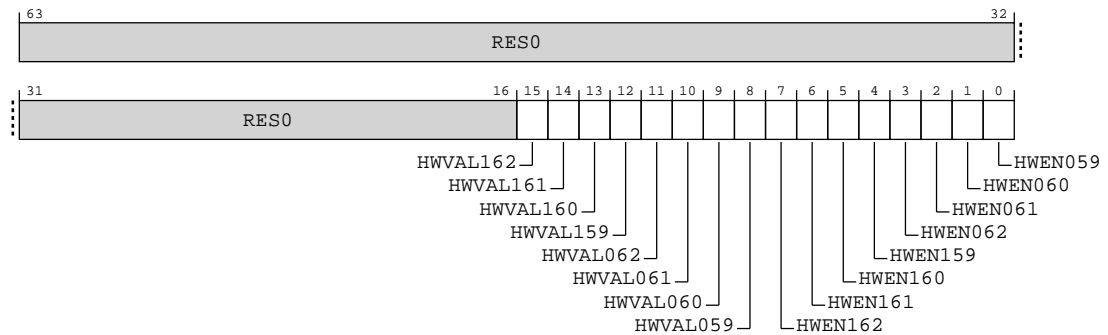 63 32
RES0
31 16 15 14 13 12 11 10 9 8 7 6 5 4 3 2 1 0
RES0
HWVAL162 HWEN059
HWVAL161 HWEN060
HWVAL160 HWEN061
HWVAL159 HWEN062
HWVAL062 HWEN159
HWVAL061 HWEN160
HWVAL060 HWEN161
HWVAL059 HWEN162